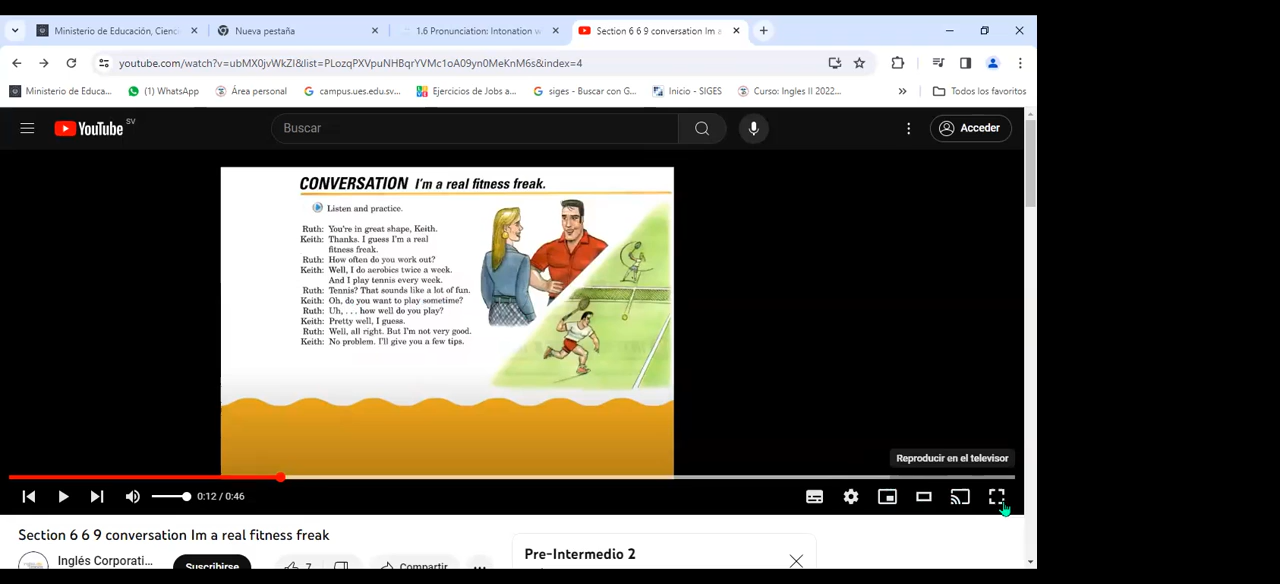 Ministerio de Educación, Cienc
Nueva pestaña
1.6 Pronunciation: Intonation w
Section 6 6 9 conversation Im a
youtube.com/watch?v=ubMX0jvWkZI&list=PLozqPXVpuNHBqrYVMc1oA09yn0MeKnM6s&index=4
Ministerio de Educa...
(1) WhatsApp
Área personal
campus.ues.edu.sv...
Ejercicios de Jobs a...
siges - Buscar con G...
Inicio - SIGES
Curso: Ingles II 2022...
Todos los favoritos
YouTube SV
Buscar
Acceder
CONVERSATION I'm a real fitness freak.
Listen and practice.
Ruth: You're in great shape, Keith.
Keith: Thanks. I guess I'm a real
fitness freak.
Ruth: How often do you work out?
Keith: Well, I do aerobics twice a week.
And I play tennis every week.
Ruth: Tennis? That sounds like a lot of fun.
Keith: Oh, do you want to play sometime?
Ruth: Uh, . . . how well do you play?
Keith: Pretty well, I guess.
Ruth: Well, all right. But I'm not very good.
Keith: No problem. I'll give you a few tips.
Reproducir en el televisor
0:12 / 0:46
Section 6 6 9 conversation Im a real fitness freak
Inglés Corporati...
Suscribirse
7
Compartir
Pre-Intermedio 2